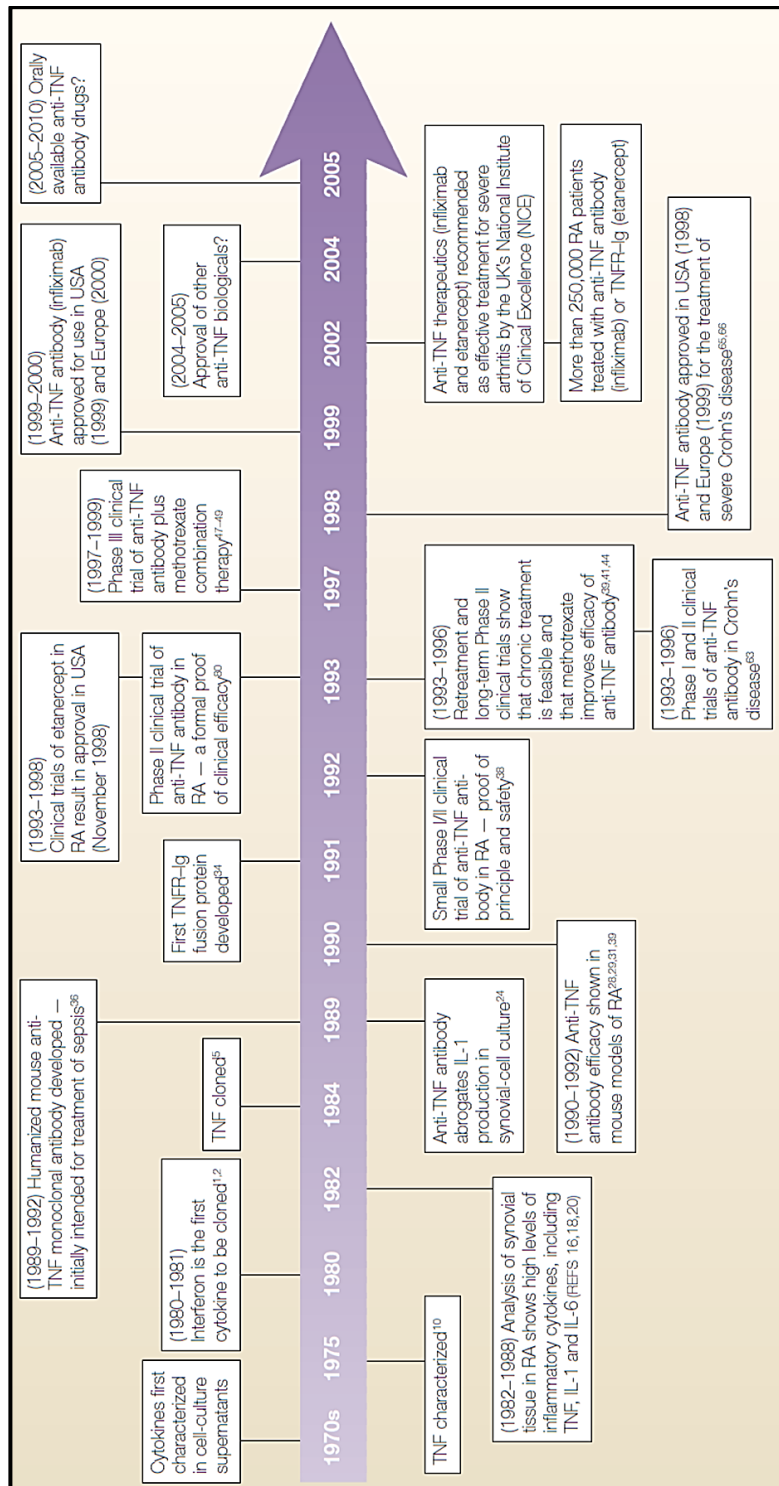 Cytokines first
characterized
in cell-culture
supernatants
(1980–1981)
Interferon is the first
cytokine to be cloned1,2
TNF cloned5
(1989–1992) Humanized mouse anti-
TNF monoclonal antibody developed —
initially intended for treatment of sepsis36
First TNFR–Ig
fusion protein
developed34
(1993–1998)
Clinical trials of etanercept in
RA result in approval in USA
(November 1998)
Phase II clinical trial of
anti-TNF antibody in
RA — a formal proof
of clinical efficacy80
(1997–1999)
Phase III clinical
trial of anti-TNF
antibody plus
methotrexate
combination
therapy47–49
(1999–2000)
Anti-TNF antibody (infliximab)
approved for use in USA
(1999) and Europe (2000)
(2004–2005)
Approval of other
anti-TNF biologicals?
(2005–2010) Orally
available anti-TNF
antibody drugs?
1970s 1975 1980 1982 1984 1989 1990 1991 1992 1993 1997 1998 1999 2002 2004 2005
TNF characterized10
(1982–1988) Analysis of synovial
tissue in RA shows high levels of
inflammatory cytokines, including
TNF, IL-1 and IL-6 (REFS 16,18,20)
Anti-TNF antibody
abrogates IL-1
production in
synovial-cell culture24
(1990–1992) Anti-TNF
antibody efficacy shown in
mouse models of RA28,29,31,39
Small Phase I/II clinical
trial of anti-TNF anti-
body in RA — proof of
principle and safety38
(1993–1996)
Retreatment and
long-term Phase II
clinical trials show
that chronic treatment
is feasible and
that methotrexate
improves efficacy of
anti-TNF antibody39,41,44
(1993–1996)
Phase I and II clinical
trials of anti-TNF
antibody in Crohn's
disease63
Anti-TNF antibody approved in USA (1998)
and Europe (1999) for the treatment of
severe Crohn's disease65,66
Anti-TNF therapeutics (infliximab
and etanercept) recommended
as effective treatment for severe
arthritis by the UK's National Institute
of Clinical Excellence (NICE)
More than 250,000 RA patients
treated with anti-TNF antibody
(infliximab) or TNFR–Ig (etanercept)